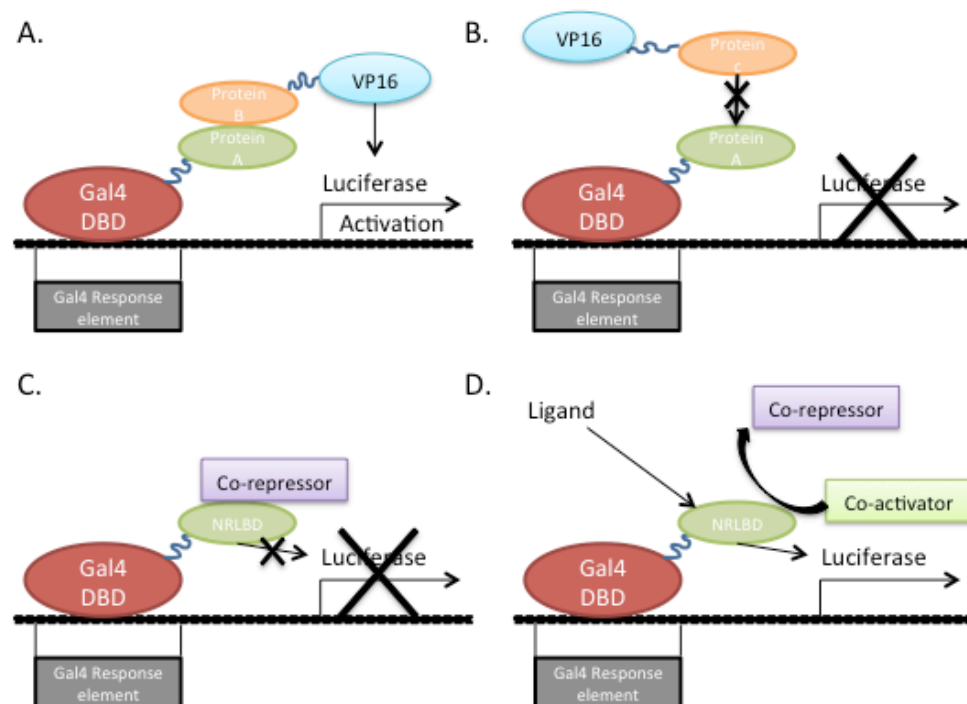 A.
Protein
B
VP16
Protein
A
Gal4
DBD
Luciferase
Activation
Gal4 Response
element
B.
VP16
Protein
c
Protein
A
Gal4
DBD
Luciferase
Gal4 Response
element
C.
Co-repressor
NRLBD
Gal4
DBD
Luciferase
Gal4 Response
element
D.
Ligand
Co-repressor
Co-activator
NRLBD
Gal4
DBD
Luciferase
Gal4 Response
element